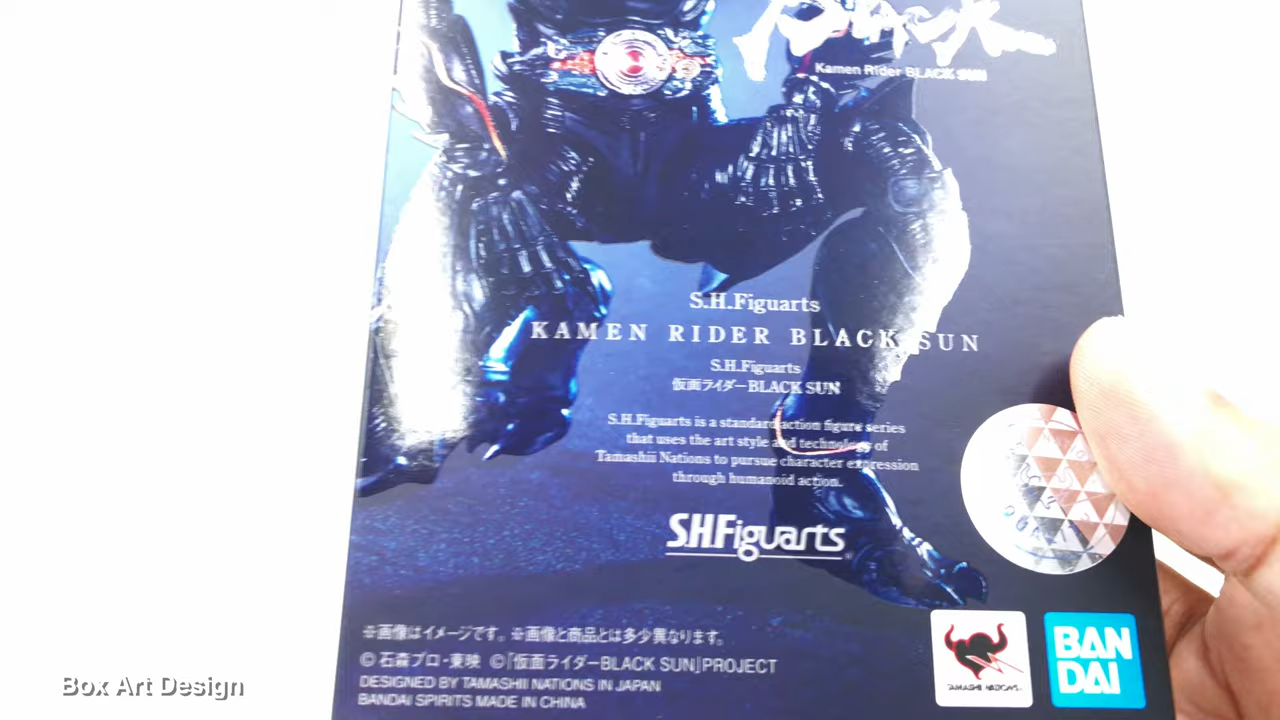 Kamen Rider BLACK SUN
S.H.Figuarts
KAMEN RIDER BLACK SUN
S.H.Figuarts
仮面ライダーBLACK SUN
S.H.Figuarts is a standard action figure series
that uses the art style and technology of
Tamashii Nations to pursue character expression
through humanoid action.
S.H.Figuarts
※画像はイメージです。※画像と商品とは多少異なります。
© 石森プロ・東映 ©「仮面ライダーBLACK SUN」PROJECT
DESIGNED BY TAMASHII NATIONS IN JAPAN
BANDAI SPIRITS MADE IN CHINA
TAMASHII NATIONS
BAN
DAI
Box Art Design